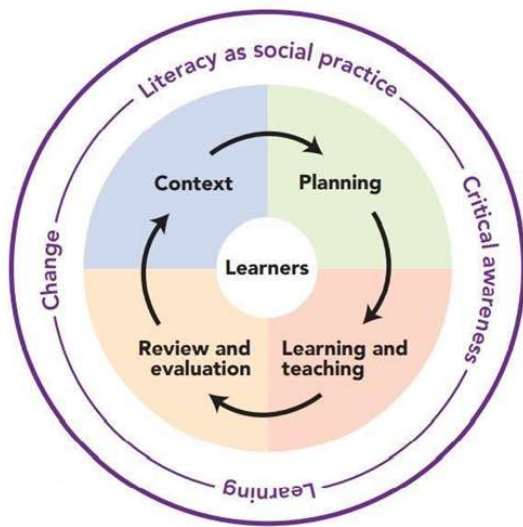 Literacy as social practice
Context
Planning
Critical awareness
Change
Learners
Review and
evaluation
Learning and
teaching
Learning